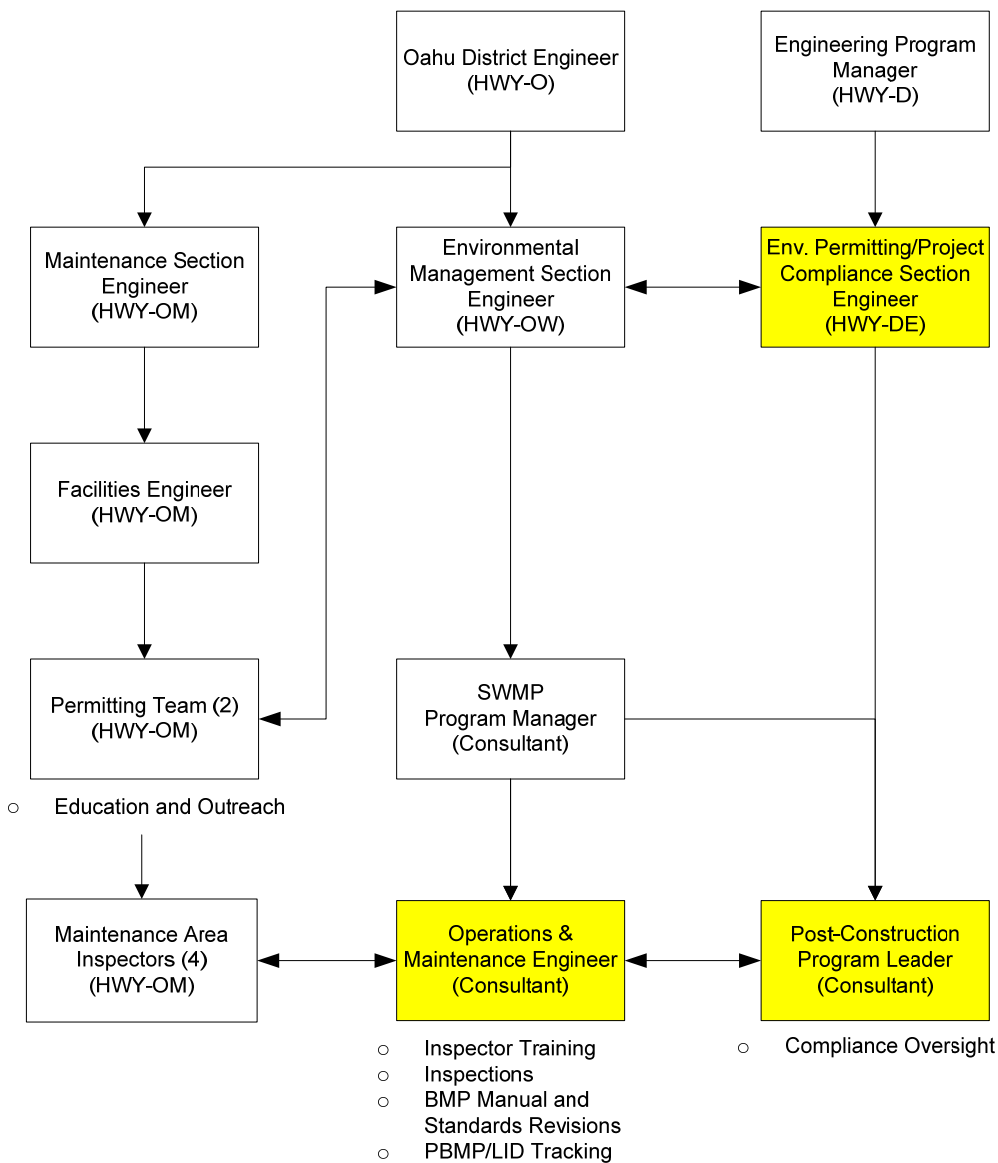 Oahu District Engineer
(HWY-O)
Engineering Program
Manager
(HWY-D)
Maintenance Section
Engineer
(HWY-OM)
Environmental
Management Section
Engineer
(HWY-OW)
Env. Permitting/Project
Compliance Section
Engineer
(HWY-DE)
Facilities Engineer
(HWY-OM)
Permitting Team (2)
(HWY-OM)
○ Education and Outreach
SWMP
Program Manager
(Consultant)
Maintenance Area
Inspectors (4)
(HWY-OM)
Operations &
Maintenance Engineer
(Consultant)
○ Inspector Training
○ Inspections
○ BMP Manual and
Standards Revisions
○ PBMP/LID Tracking
Post-Construction
Program Leader
(Consultant)
○ Compliance Oversight